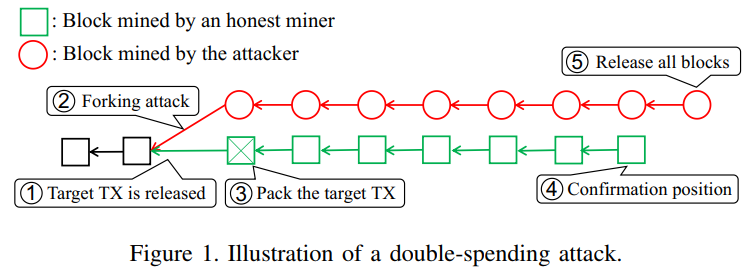 : Block mined by an honest miner
: Block mined by the attacker
⑤ Release all blocks
② Forking attack
① Target TX is released
③ Pack the target TX
④ Confirmation position
Figure 1. Illustration of a double-spending attack.